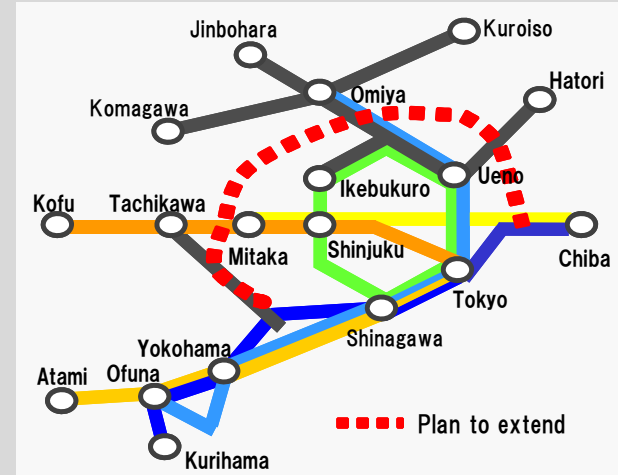 Jinbohara
Kuroiso
Omiya
Hatori
Komagawa
Ikebukuro
Ueno
Kofu
Tachikawa
Mitaka
Shinjuku
Chiba
Tokyo
Shinagawa
Yokohama
Atami
Ofuna
Plan to extend
Kurihama